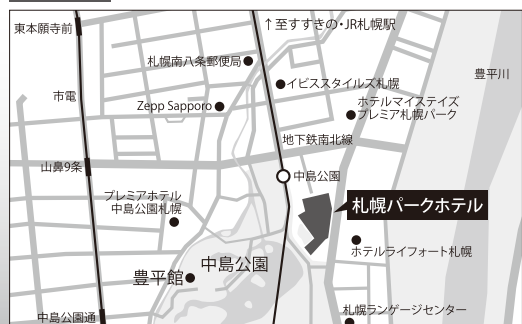 東本願寺前
↑至すすきの・JR札幌駅
札幌南八条郵便局
イビススタイルズ札幌
豊平川
市電
Zepp Sapporo
ホテルマイステイズ
プレミア札幌パーク
地下鉄南北線
山鼻9条
中島公園
プレミアホテル
中島公園札幌
札幌パークホテル
ホテルライフォート札幌
中島公園
豊平館
札幌ランゲージセンター
中島公園通